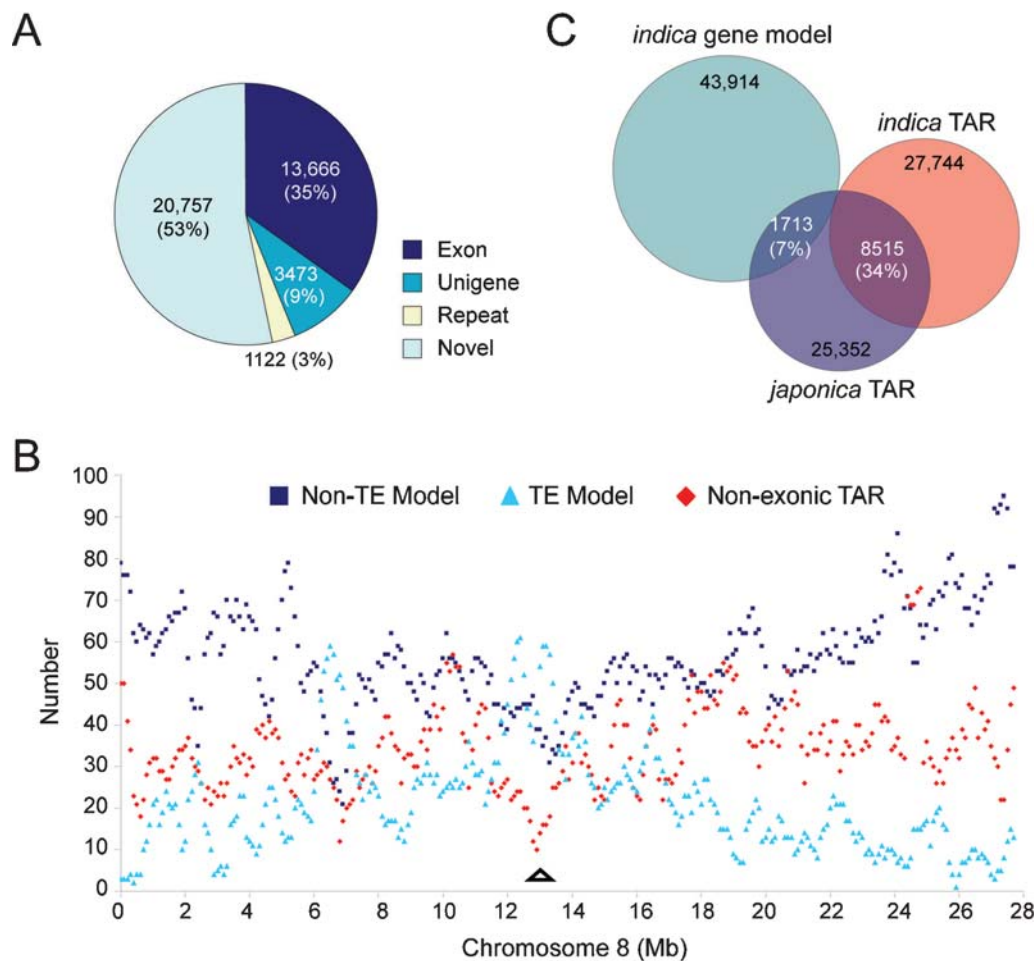 A
13,666
(35%)
20,757
(53%)
3473
(9%)
1122 (3%)
Exon
Unigene
Repeat
Novel
C
indica gene model
43,914
indica TAR
27,744
1713
(7%)
8515
(34%)
25,352
japonica TAR
B
Non-TE Model
TE Model
Non-exonic TAR
Number
100
90
80
70
60
50
40
30
20
10
0
0 2 4 6 8 10 12 14 16 18 20 22 24 26 28
Chromosome 8 (Mb)